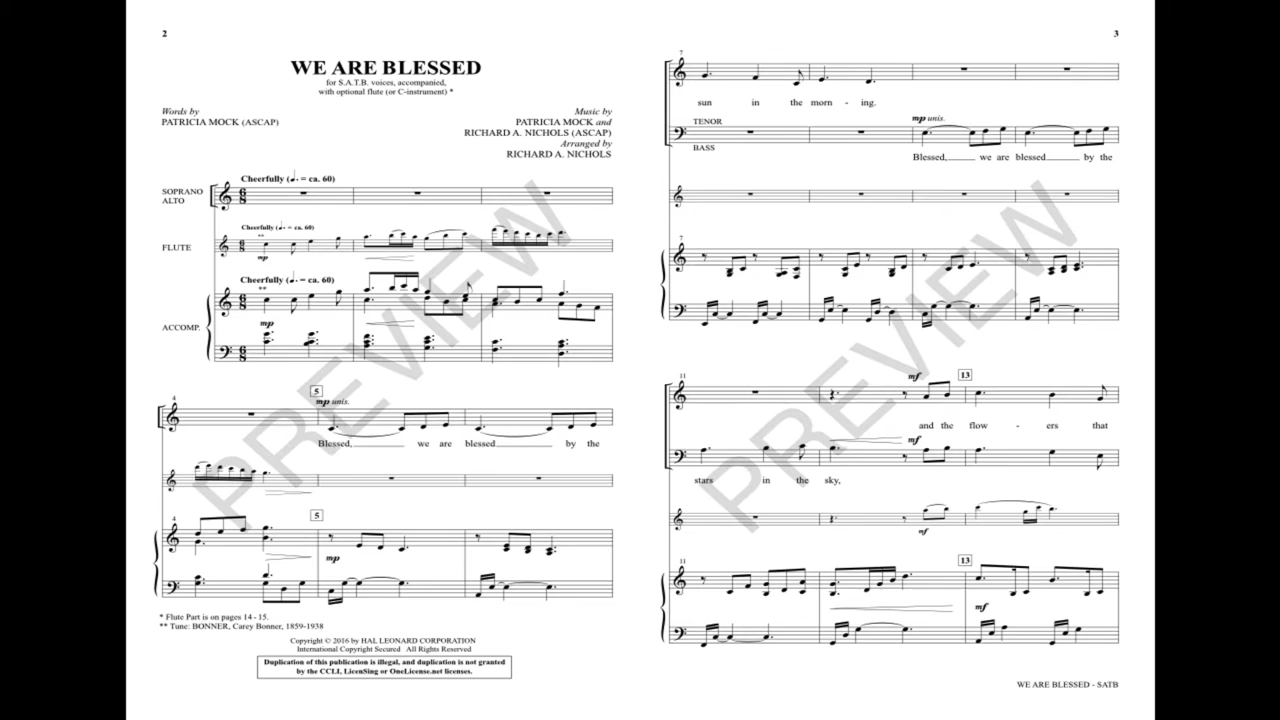 2
WE ARE BLESSED
for S.A.T.B. voices, accompanied,
with optional flute (or C-instrument) *
Words by
PATRICIA MOCK (ASCAP)
Music by
PATRICIA MOCK and
RICHARD A. NICHOLS (ASCAP)
Arranged by
RICHARD A. NICHOLS
Cheerfully (♩. = ca. 60)
SOPRANO
ALTO
Cheerfully (♩. = ca. 60)
**
FLUTE
mp
Cheerfully (♩. = ca. 60)
**
ACCOMP.
mp
4
5
mp unis.
Blessed, we are blessed by the
4
5
mp
* Flute Part is on pages 14 - 15.
** Tune: BONNER, Carey Bonner, 1859-1938
Copyright © 2016 by HAL LEONARD CORPORATION
International Copyright Secured All Rights Reserved
Duplication of this publication is illegal, and duplication is not granted
by the CCLI, LicenSing or OneLicense.net licenses.
PREVIEW
3
7
sun in the morn - ing.
TENOR
mp unis.
BASS
Blessed, we are blessed by the
7
11
mf
13
and the flow - ers that
mf
stars in the sky,
mf
11
13
mf
WE ARE BLESSED - SATB
PREVIEW